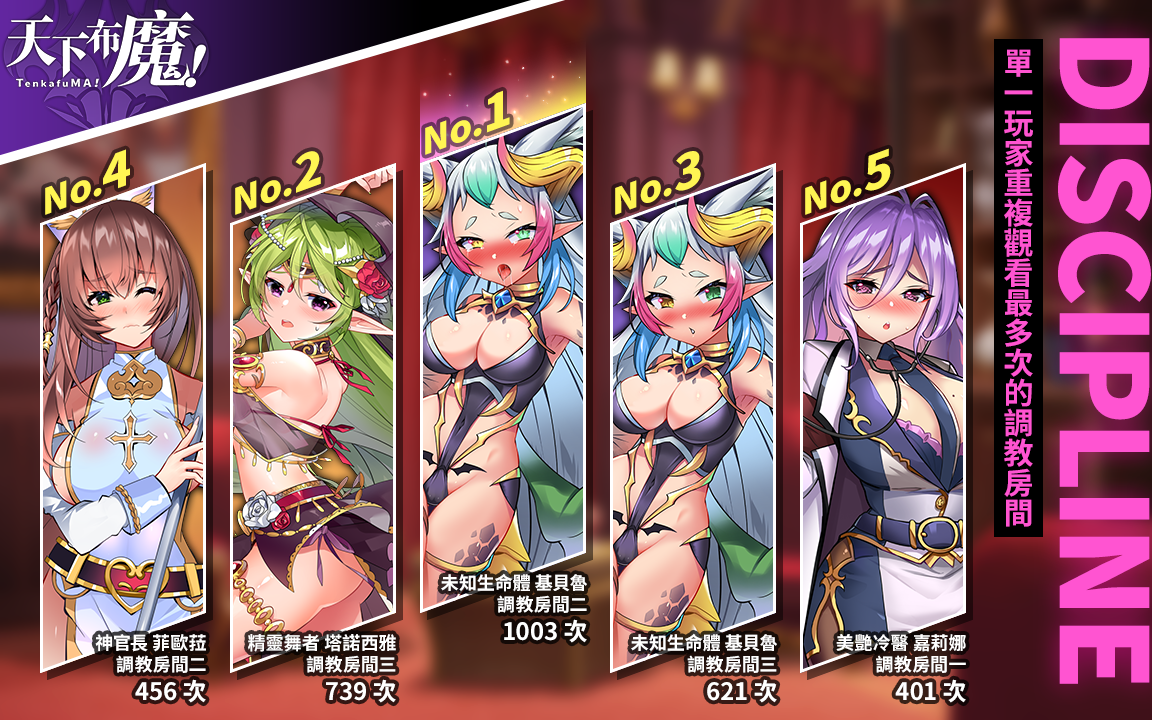 天下布魔!
TenkafuMA!
No.4
神官長 菲歐菈
調教房間二
456 次
No.2
精靈舞者 塔諾西雅
調教房間三
739 次
No.1
未知生命體 基貝魯
調教房間二
1003 次
No.3
未知生命體 基貝魯
調教房間三
621 次
No.5
美艷冷醫 嘉莉娜
調教房間一
401 次
單一玩家重複觀看最多次的調教房間
DISCIPLINE